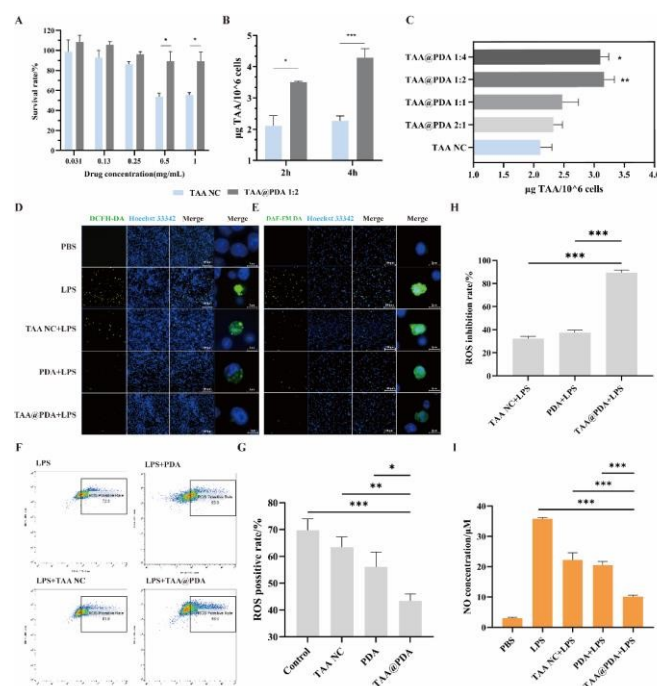 A
Survival rate/%
120
100
80
60
40
20
0
* *
0.031 0.13 0.25 0.5 1
Drug concentration(mg/mL)
B
μg TAA/10^6 cells
5
4
3
2
1
* ***
2h 4h
TAA NC TAA@PDA 1:2
C
TAA@PDA 1:4 *
TAA@PDA 1:2 **
TAA@PDA 1:1
TAA@PDA 2:1
TAA NC
1.0 1.5 2.0 2.5 3.0 3.5 4.0
μg TAA/10^6 cells
D
DCFH-DA Hoechst 33342 Merge Merge
E
DAF-FM DA Hoechst 33342 Merge Merge
PBS
LPS
TAA NC+LPS
PDA+LPS
TAA@PDA+LPS
H
ROS inhibition rate/%
100
80
60
40
20
0
***
***
TAA NC+LPS
PDA+LPS
TAA@PDA+LPS
F
LPS LPS+PDA
LPS+TAA NC LPS+TAA@PDA
G
ROS possitive rate/%
80
70
60
50
40
30
*
**
***
Control
TAA NC
PDA
TAA@PDA
I
NO concentration/μM
60
40
20
0
***
***
***
PBS
LPS
TAA NC+LPS
PDA+LPS
TAA@PDA+LPS